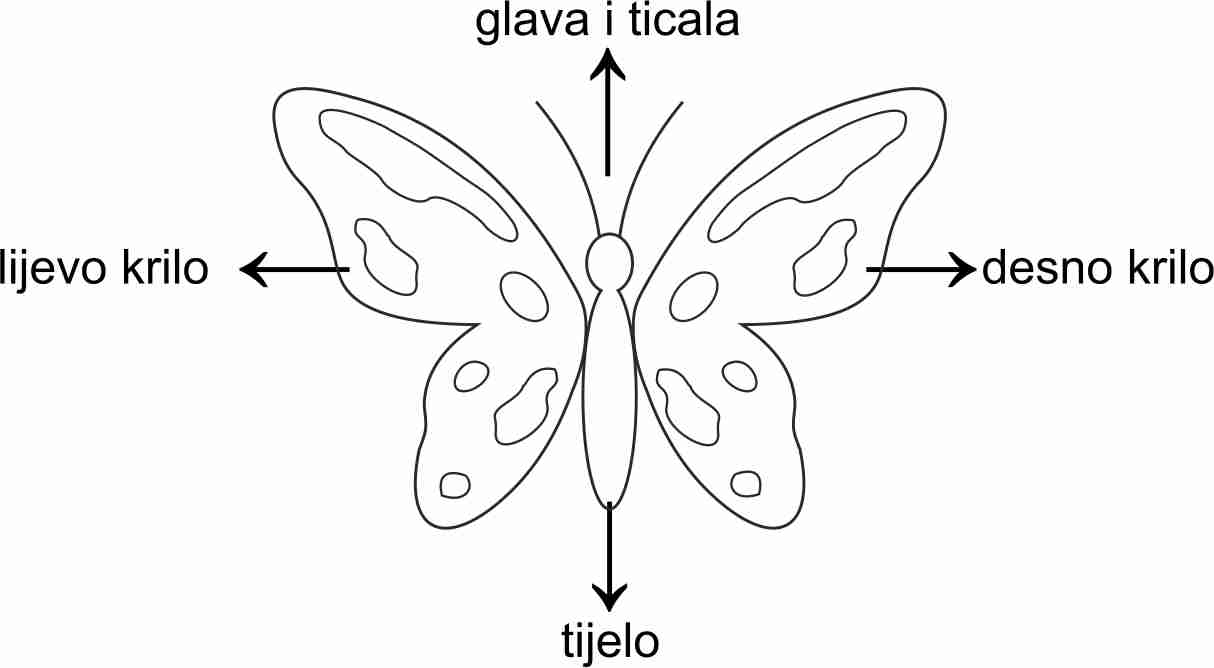 glava i ticala
lijevo krilo
desno krilo
tijelo